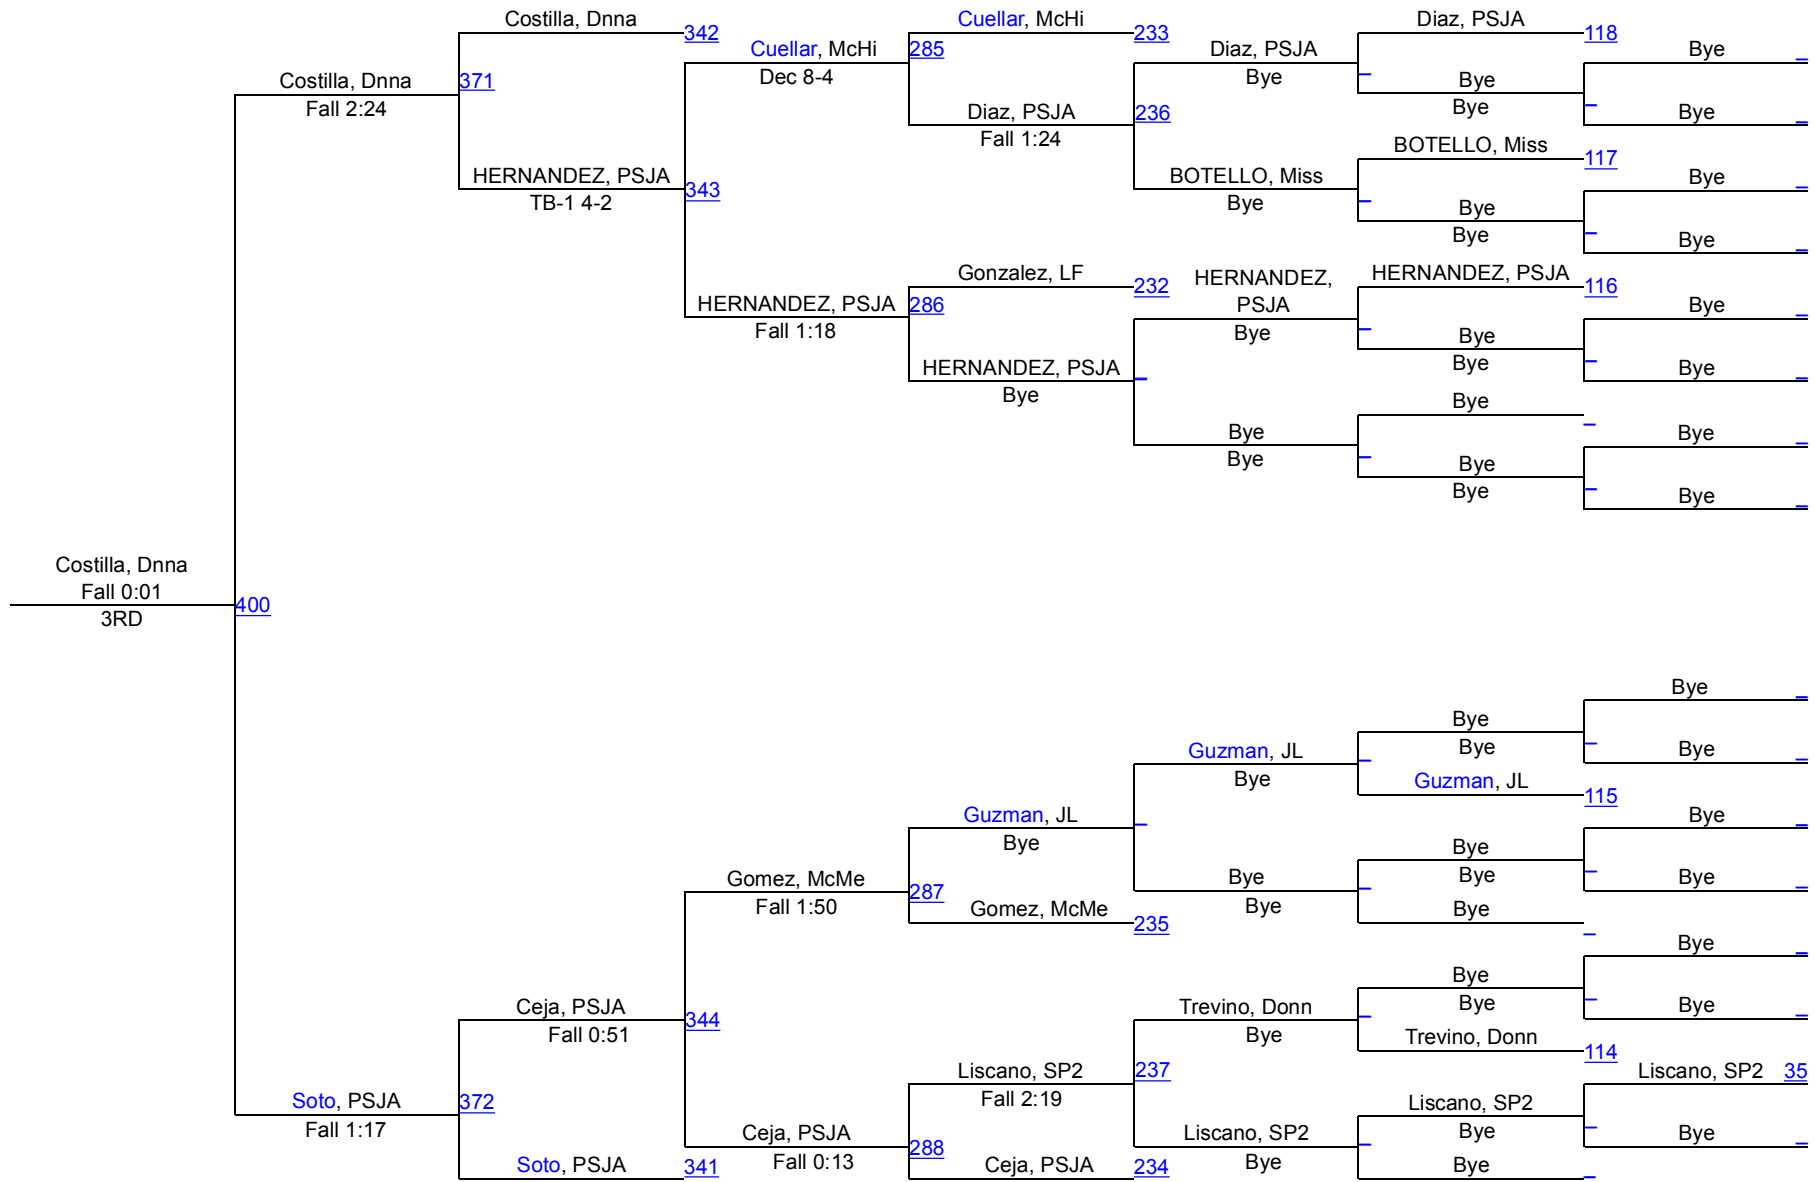 Costilla, Dnna
342
Cuellar, McHi
233
Diaz, PSJA
118
Bye
Cuellar, McHi
285
Dec 8-4
Diaz, PSJA
Bye
Costilla, Dnna
371
Fall 2:24
Bye
Bye
Bye
Diaz, PSJA
236
Fall 1:24
BOTELLO, Miss
117
HERNANDEZ, PSJA
343
TB-1 4-2
BOTELLO, Miss
Bye
Bye
Bye
Bye
Bye
Gonzalez, LF
232
HERNANDEZ,
PSJA
Bye
HERNANDEZ, PSJA
116
HERNANDEZ, PSJA
286
Fall 1:18
Bye
Bye
Bye
Bye
HERNANDEZ, PSJA
Bye
Bye
Bye
Bye
Bye
Bye
Bye
Bye
Costilla, Dnna
Fall 0:01
3RD
400
Bye
Bye
Bye
Bye
Guzman, JL
Bye
Guzman, JL
115
Guzman, JL
Bye
Bye
Bye
Bye
Bye
Gomez, McMe
Fall 1:50
287
Bye
Bye
Gomez, McMe
235
Bye
Bye
Bye
Bye
Bye
Ceja, PSJA
Fall 0:51
344
Trevino, Donn
Bye
Trevino, Donn
114
Liscano, SP2
Fall 2:19
237
Liscano, SP2
35
Soto, PSJA
Fall 1:17
372
Liscano, SP2
Bye
Bye
Ceja, PSJA
Fall 0:13
288
Liscano, SP2
Bye
Soto, PSJA
341
Ceja, PSJA
234
Bye